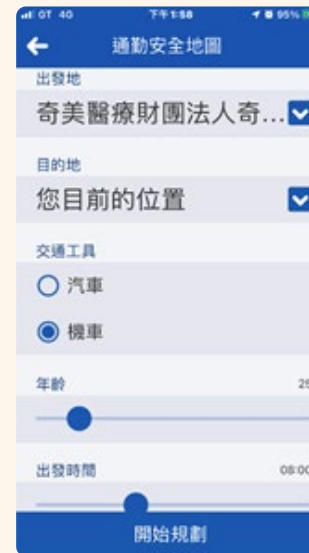 GT 4G 下午1:58 95%
通勤安全地圖
出發地
奇美醫療財團法人奇...
目的地
您目前的位置
交通工具
汽車
機車
年齡
出發時間 08:00
開始規劃